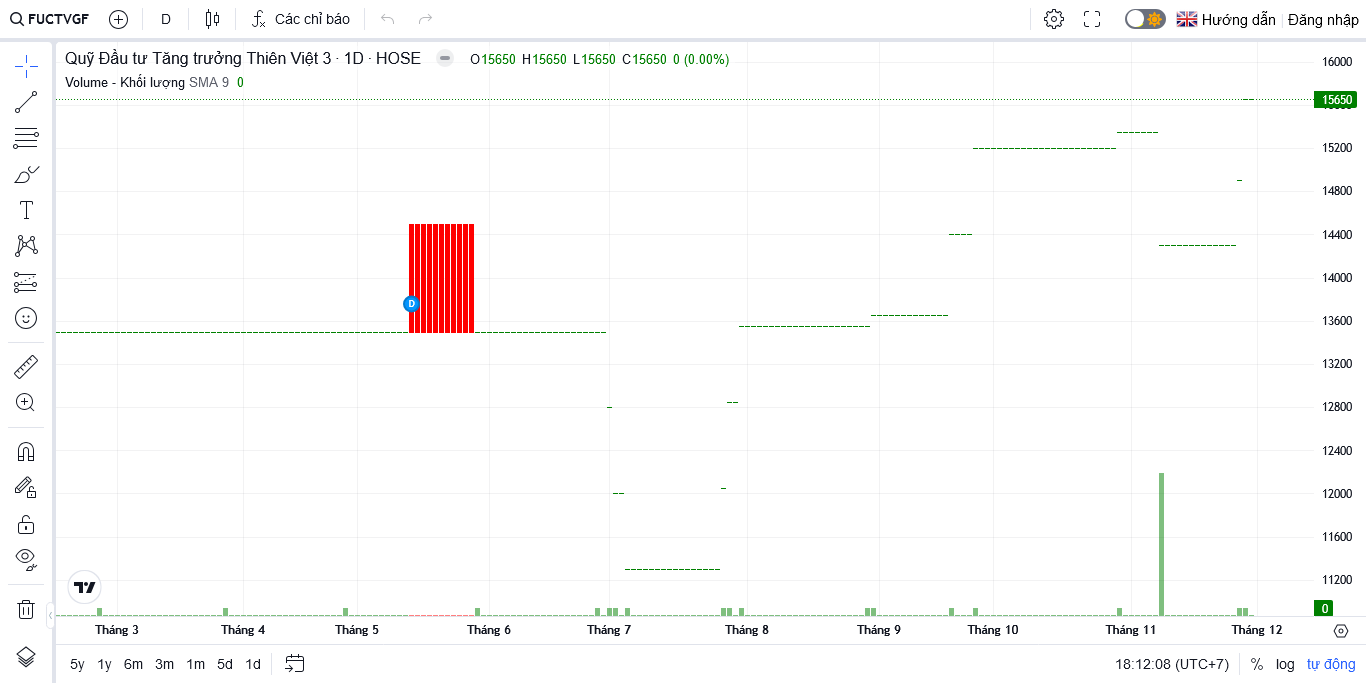 FUCTVGF D Các chỉ báo Hướng dẫn Đăng nhập
Quỹ Đầu tư Tăng trưởng Thiên Việt 3 · 1D · HOSE O15650 H15650 L15650 C15650 0 (0.00%)
Volume - Khối lượng SMA 9 0
16000
15650
15200
14800
14400
14000
13600
13200
12800
12400
12000
11600
11200
0
D
Tháng 3 Tháng 4 Tháng 5 Tháng 6 Tháng 7 Tháng 8 Tháng 9 Tháng 10 Tháng 11 Tháng 12
5y 1y 6m 3m 1m 5d 1d 18:12:08 (UTC+7) % log tự động